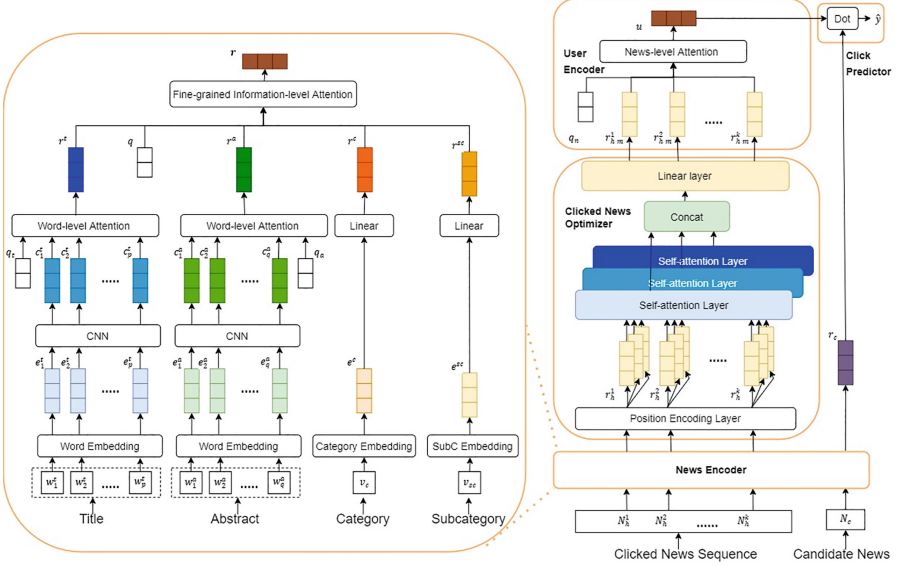 r
Fine-grained Information-level Attention
r^t q r^a r^c r^sc
Word-level Attention Word-level Attention Linear Linear
q_t c_1^t c_2^t c_p^t c_1^a c_2^a c_q^a q_a
.....
.....
CNN CNN
e_1^t e_2^t e_p^t e_1^a e_2^a e_q^a e^c e^sc
.....
.....
Word Embedding Word Embedding Category Embedding SubC Embedding
w_1^t w_2^t ..... w_p^t w_1^a w_2^a ..... w_q^a v_c v_sc
Title Abstract Category Subcategory
u Dot ŷ
User Encoder
News-level Attention
Click Predictor
q_n r_h^1 m r_h^2 m ..... r_h^k m
Linear layer
Clicked News Optimizer
Concat
Self-attention Layer
Self-attention Layer
Self-attention Layer
r_c
r_h^1 r_h^2 ..... r_h^k
Position Encoding Layer
News Encoder
N_h^1 N_h^2 ...... N_h^k N_c
Clicked News Sequence Candidate News